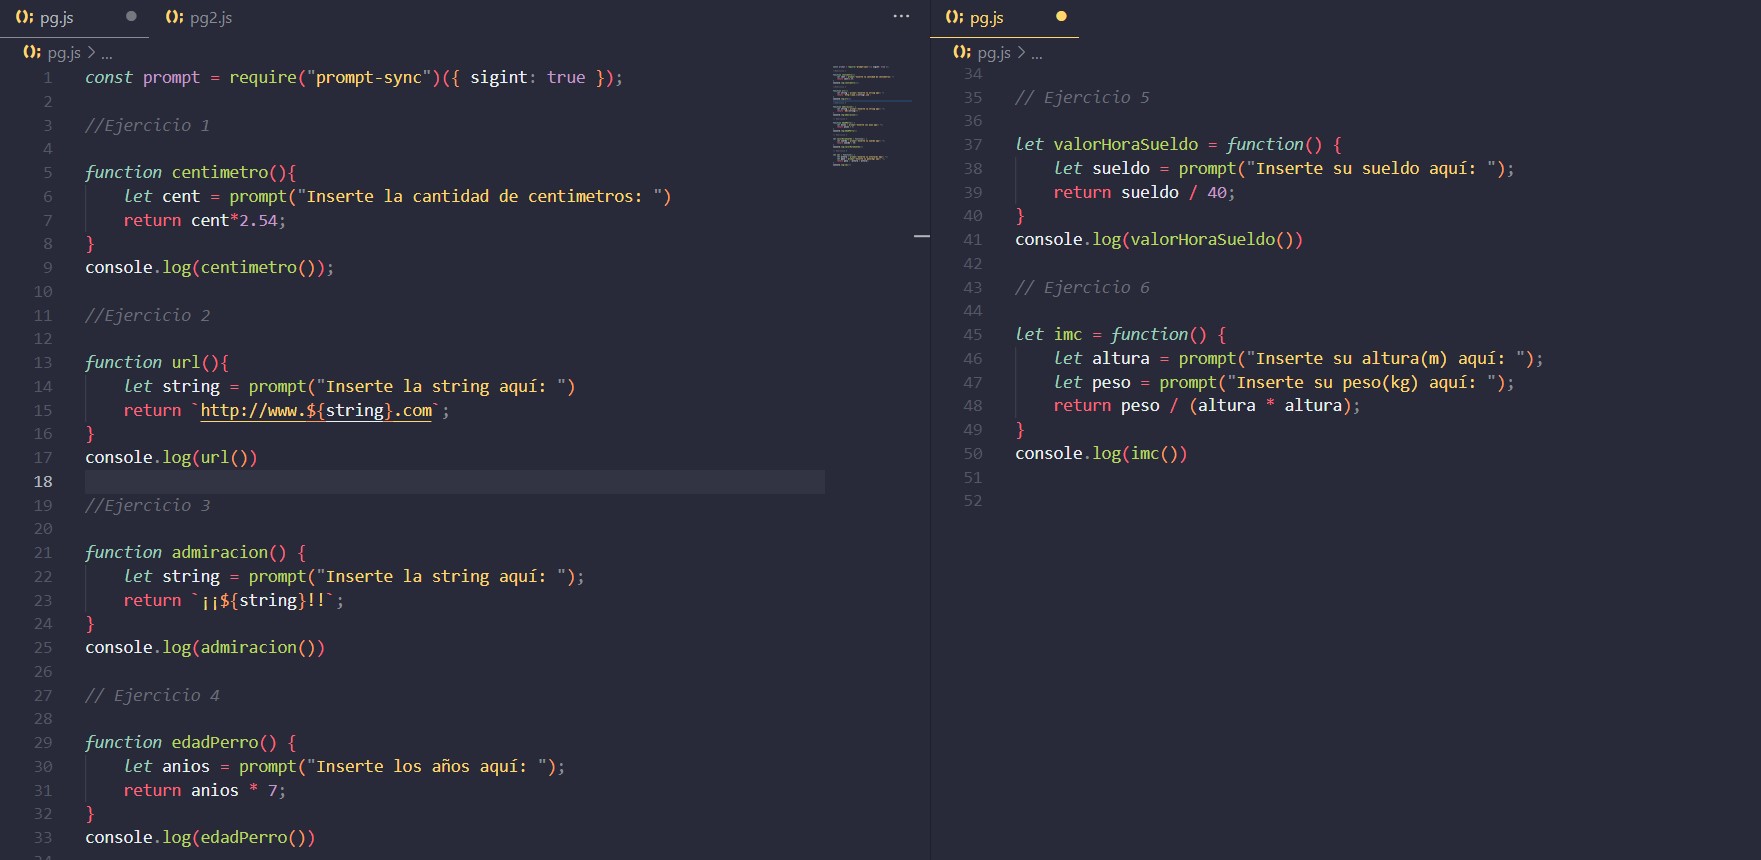 pg.js
pg2.js
...
pg.js > ...
1 const prompt = require("prompt-sync")({ sigint: true });
2
3 //Ejercicio 1
4
5 function centimetro(){
6     let cent = prompt("Inserte la cantidad de centimetros: ")
7     return cent*2.54;
8 }
9 console.log(centimetro());
10
11 //Ejercicio 2
12
13 function url(){
14     let string = prompt("Inserte la string aquí: ")
15     return `http://www.${string}.com`;
16 }
17 console.log(url())
18
19 //Ejercicio 3
20
21 function admiracion() {
22     let string = prompt("Inserte la string aquí: ");
23     return `¡¡${string}!!`;
24 }
25 console.log(admiracion())
26
27 // Ejercicio 4
28
29 function edadPerro() {
30     let anios = prompt("Inserte los años aquí: ");
31     return anios * 7;
32 }
33 console.log(edadPerro())
pg.js
pg.js > ...
34
35 // Ejercicio 5
36
37 let valorHoraSueldo = function() {
38     let sueldo = prompt("Inserte su sueldo aquí: ");
39     return sueldo / 40;
40 }
41 console.log(valorHoraSueldo())
42
43 // Ejercicio 6
44
45 let imc = function() {
46     let altura = prompt("Inserte su altura(m) aquí: ");
47     let peso = prompt("Inserte su peso(kg) aquí: ");
48     return peso / (altura * altura);
49 }
50 console.log(imc())
51
52